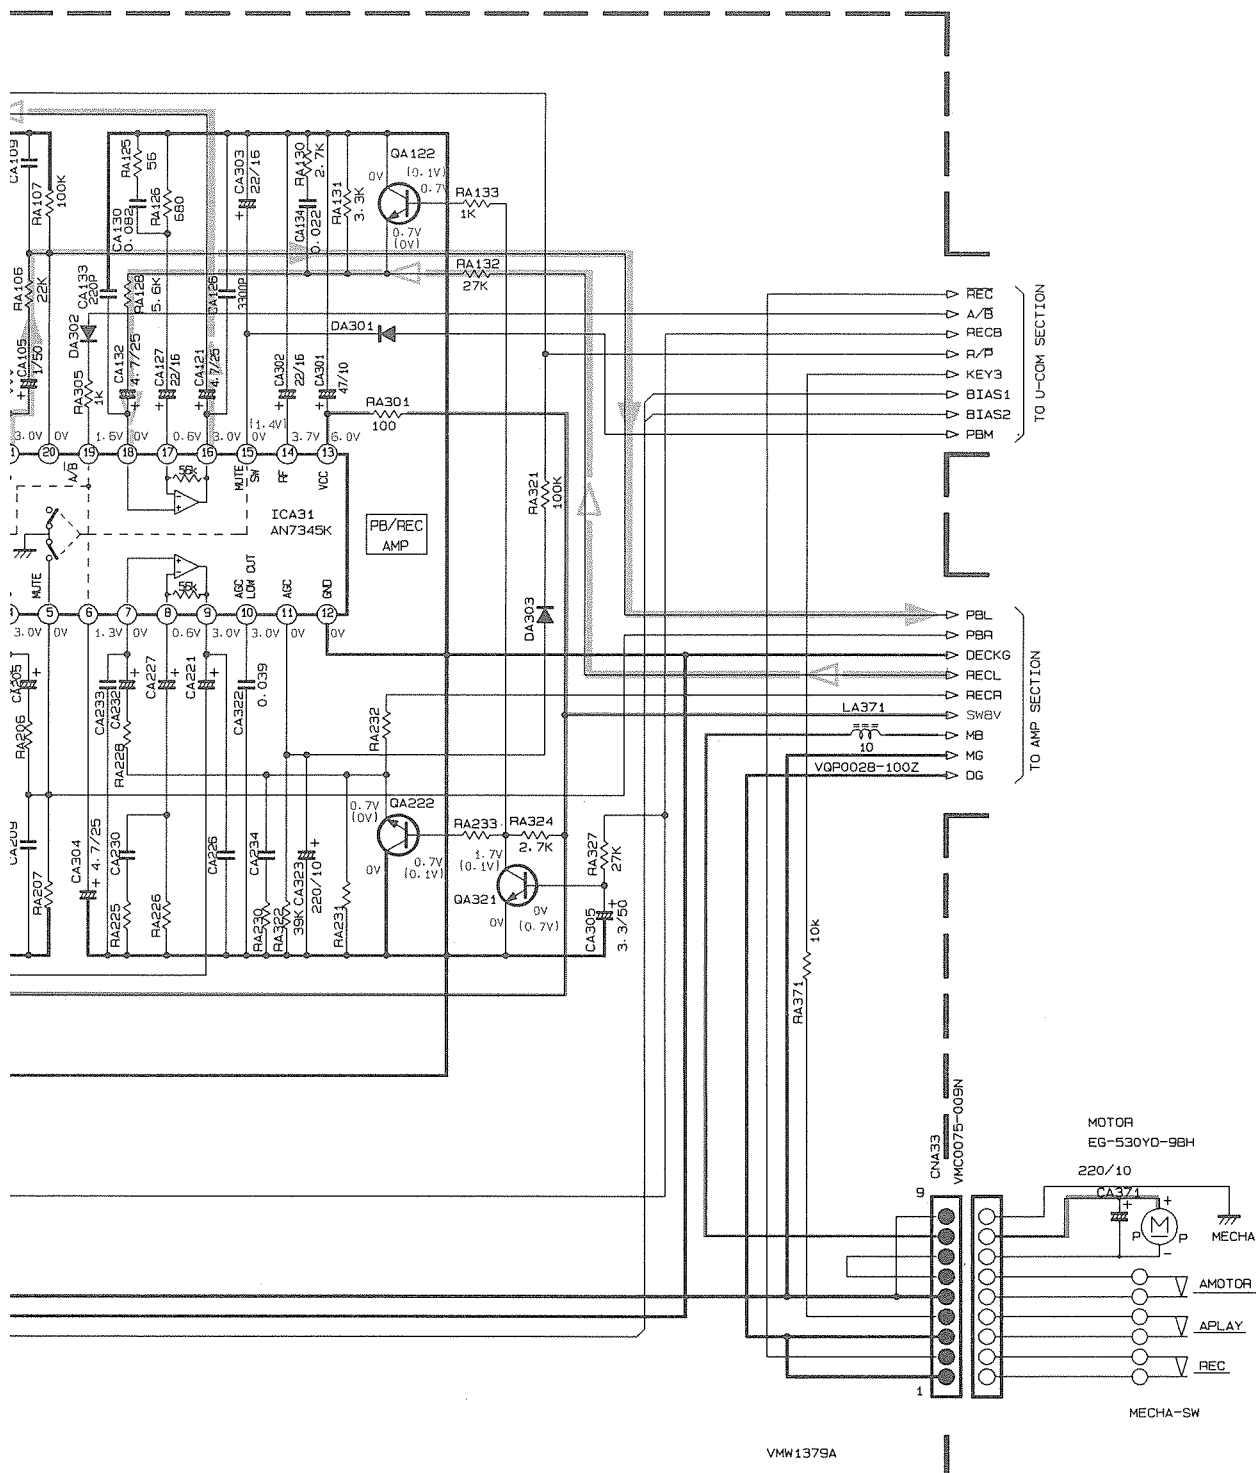 CA109
RA107
100K
RA125
56
CA130
0.082
RA126
680
CA303
22/16
+
RA130
2.7K
CA134
0.022
RA131
3.3K
QA122
0V
(0.1V)
0.7V
0.7V
(0V)
RA133
1K
RA132
27K
RA106
22K
CA133
220P
RA128
5.6K
CA126
3300P
DA302
DA301
CA105
1/50
+
RA305
1K
CA132
4.7/25
+
CA127
22/16
+
CA121
4.7/25
+
CA302
22/16
+
CA301
47/10
+
RA301
100
3.0V
0V
1.6V
0V
0.6V
3.0V
0V
(1.4V)
3.7V
6.0V
20
19
18
17
16
15
14
13
A/B
MUTE
SW
RF
VCC
56k
ICA31
AN7345K
PB/REC
AMP
56k
MUTE
AGC
LOW CUT
AGC
GND
5
6
7
8
9
10
11
12
3.0V
0V
1.3V
0V
0.6V
3.0V
3.0V
0V
0V
RA321
100K
DA303
REC
A/B
RECB
R/P
KEY3
BIAS1
BIAS2
PBM
TO U-COM SECTION
PBL
PBR
DECKG
RECL
RECR
SW8V
MB
MG
DG
TO AMP SECTION
LA371
10
VQP0028-100Z
CA205
+
RA206
CA233
CA232
+
RA228
CA227
+
CA221
+
CA322
0.039
RA232
0.7V
(0V)
QA222
0V
0.7V
(0.1V)
RA233
RA324
2.7K
1.7V
(0.1V)
QA321
0V
0V
(0.7V)
RA327
27K
CA305
3.3/50
+
CA209
RA207
CA304
+ 4.7/25
CA230
RA225
RA226
CA226
CA234
RA230
RA322
39K
CA323
220/10
+
RA231
RA371
10k
CNA33
VMC0075-009N
9
1
MOTOR
EG-530YD-9BH
220/10
CA371
+
+
M
P
P
-
MECHA
AMOTOR
APLAY
REC
MECHA-SW
VMW1379A